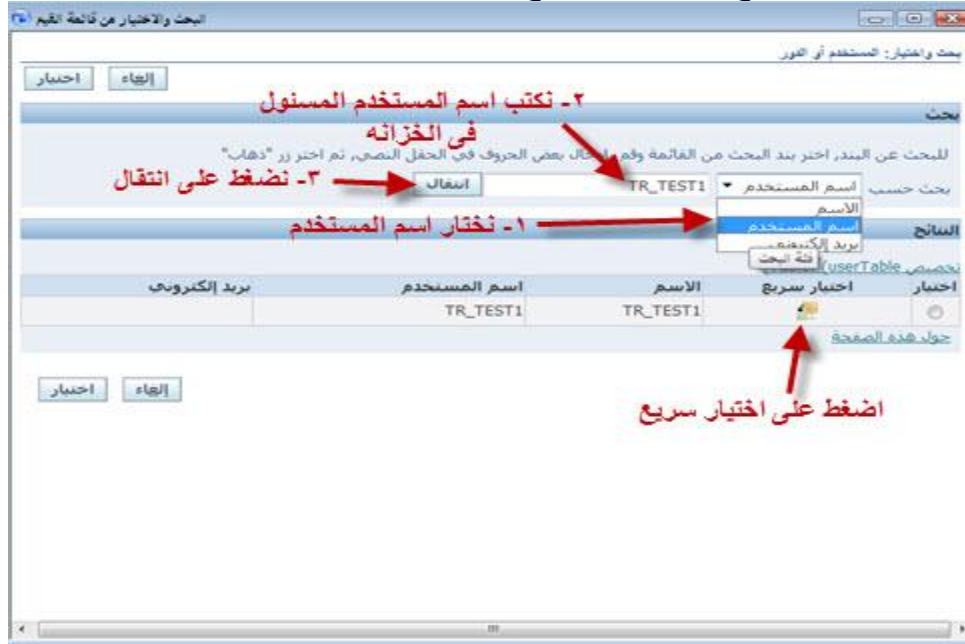 البحث والاختيار من قائمة القيم
بحث واختيار: المستخدم أو الدور
إلغاء
اختيار
بحث
٢- نكتب اسم المستخدم المسئول
فى الخزانه
للبحث عن البند, اختر بند البحث من القائمة وقم بإدخال بعض الحروف في الحقل النصي, ثم اختر زر "ذهاب"
بحث حسب
اسم المستخدم
TR_TEST1
انتقال
٣- نضغط على انتقال
الاسم
اسم المستخدم
بريد إلكتروني
فئة البحث
١- نختار اسم المستخدم
النتائج
تخصيص userTable)
اختيار
اختيار سريع
الاسم
اسم المستخدم
بريد إلكتروني
TR_TEST1
TR_TEST1
حول هذه الصفحة
إلغاء
اختيار
اضغط على اختيار سريع